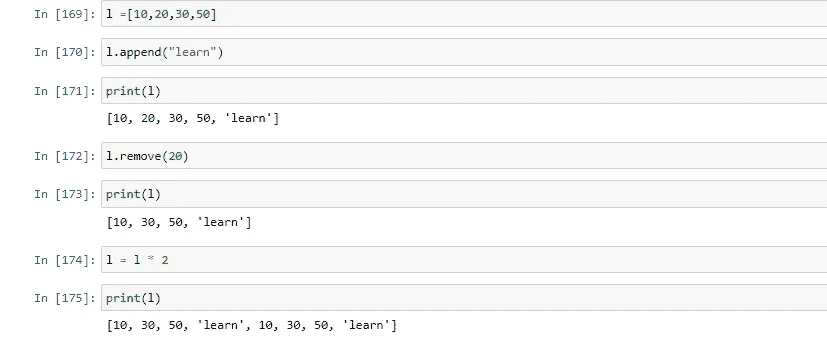 In [169]: l =[10,20,30,50]
In [170]: l.append("learn")
In [171]: print(l)
[10, 20, 30, 50, 'learn']
In [172]: l.remove(20)
In [173]: print(l)
[10, 30, 50, 'learn']
In [174]: l = l * 2
In [175]: print(l)
[10, 30, 50, 'learn', 10, 30, 50, 'learn']